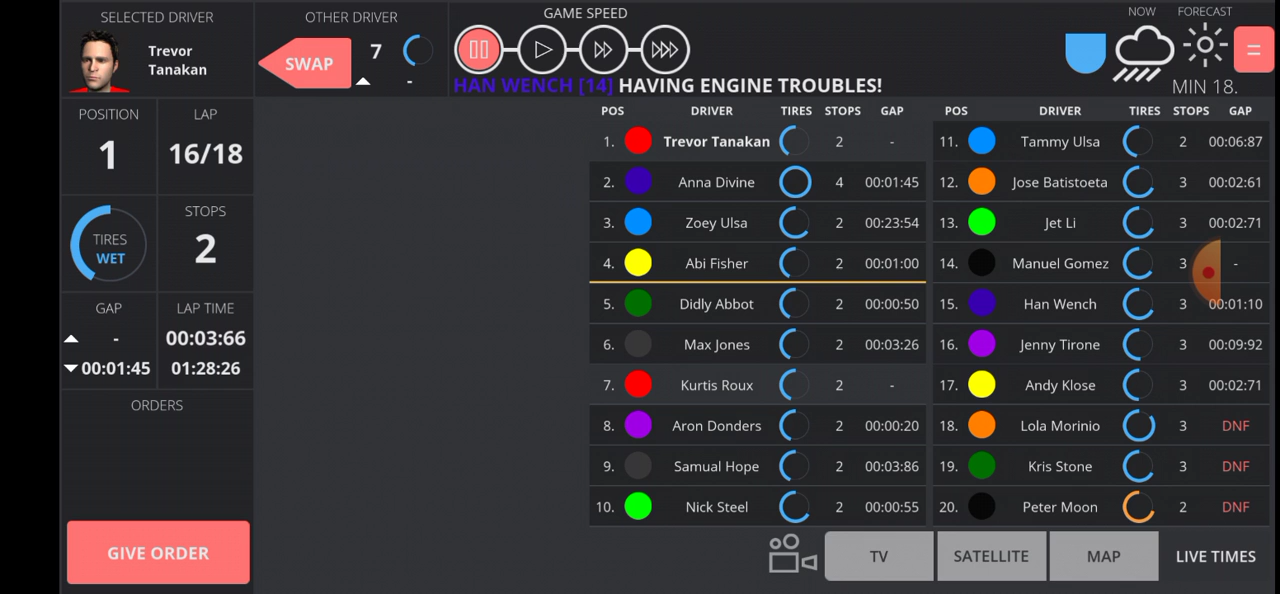 SELECTED DRIVER
Trevor
Tanakan
OTHER DRIVER
SWAP
7
-
GAME SPEED
HAN WENCH [14] HAVING ENGINE TROUBLES!
NOW
FORECAST
MIN 18.
POSITION
1
LAP
16/18
TIRES
WET
STOPS
2
GAP
-
00:01:45
LAP TIME
00:03:66
01:28:26
ORDERS
GIVE ORDER
POS DRIVER TIRES STOPS GAP
1. Trevor Tanakan 2 -
2. Anna Divine 4 00:01:45
3. Zoey Ulsa 2 00:23:54
4. Abi Fisher 2 00:01:00
5. Didly Abbot 2 00:00:50
6. Max Jones 2 00:03:26
7. Kurtis Roux 2 -
8. Aron Donders 2 00:00:20
9. Samual Hope 2 00:03:86
10. Nick Steel 2 00:00:55
POS DRIVER TIRES STOPS GAP
11. Tammy Ulsa 2 00:06:87
12. Jose Batistoeta 3 00:02:61
13. Jet Li 3 00:02:71
14. Manuel Gomez 3 -
15. Han Wench 3 00:01:10
16. Jenny Tirone 3 00:09:92
17. Andy Klose 3 00:02:71
18. Lola Morinio 3 DNF
19. Kris Stone 3 DNF
20. Peter Moon 2 DNF
TV
SATELLITE
MAP
LIVE TIMES